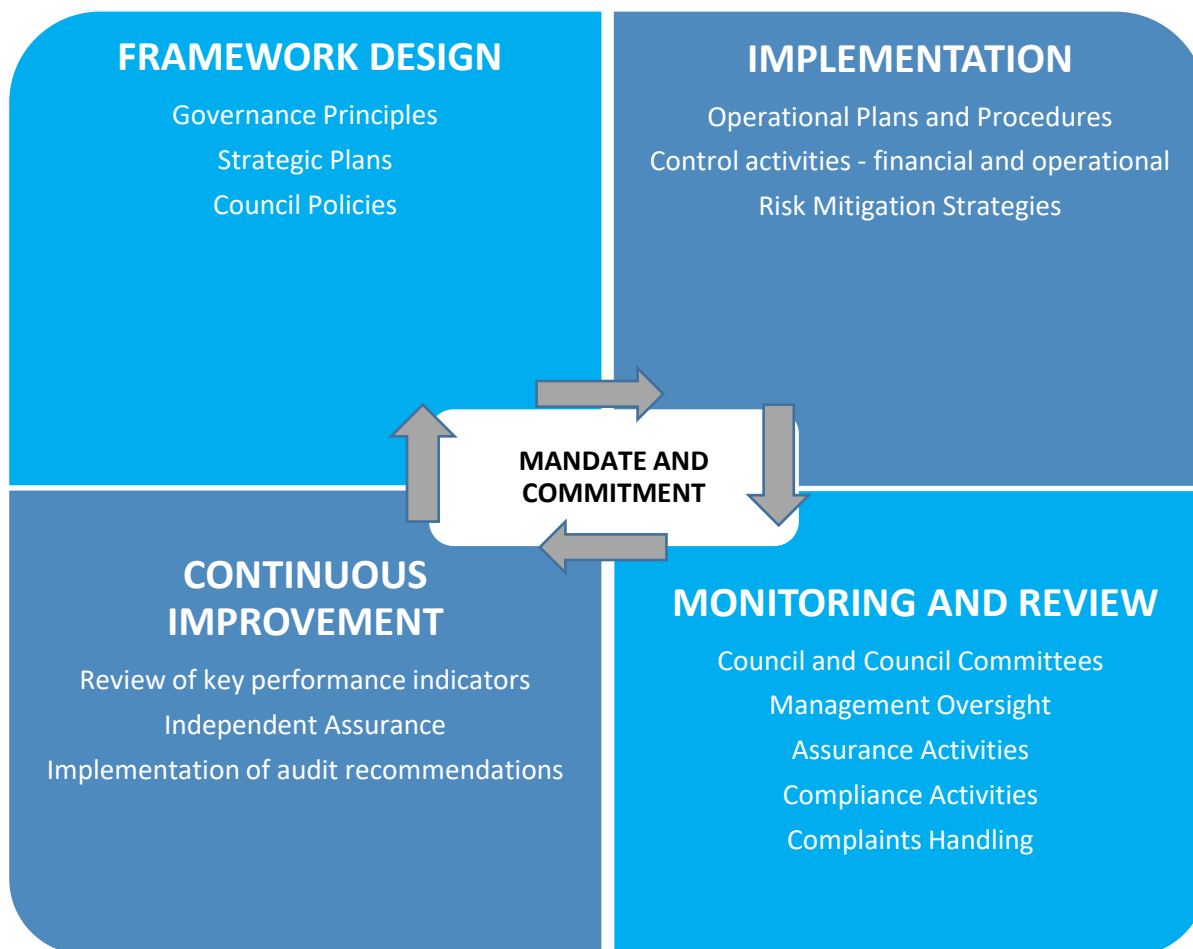 FRAMEWORK DESIGN
Governance Principles
Strategic Plans
Council Policies
IMPLEMENTATION
Operational Plans and Procedures
Control activities - financial and operational
Risk Mitigation Strategies
MANDATE AND
COMMITMENT
CONTINUOUS
IMPROVEMENT
Review of key performance indicators
Independent Assurance
Implementation of audit recommendations
MONITORING AND REVIEW
Council and Council Committees
Management Oversight
Assurance Activities
Compliance Activities
Complaints Handling